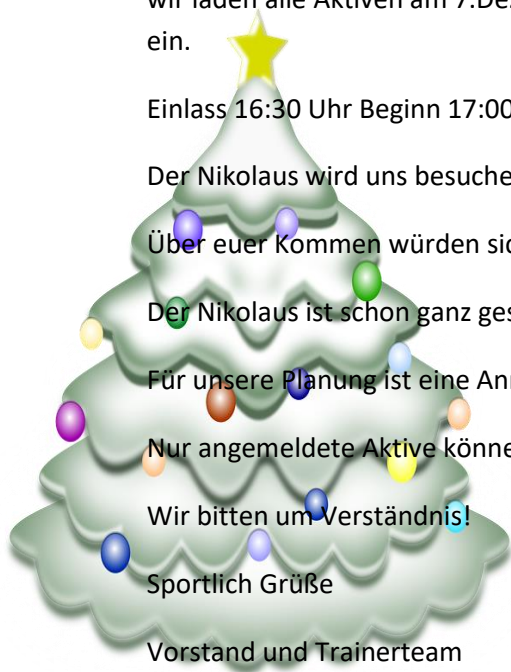 wir laden alle Aktiven am 7.De
ein.
Einlass 16:30 Uhr Beginn 17:00
Der Nikolaus wird uns besuche
Über euer Kommen würden sic
Der Nikolaus ist schon ganz ges
Für unsere Planung ist eine An
Nur angemeldete Aktive könne
Wir bitten um Verständnis!
Sportlich Grüße
Vorstand und Trainerteam